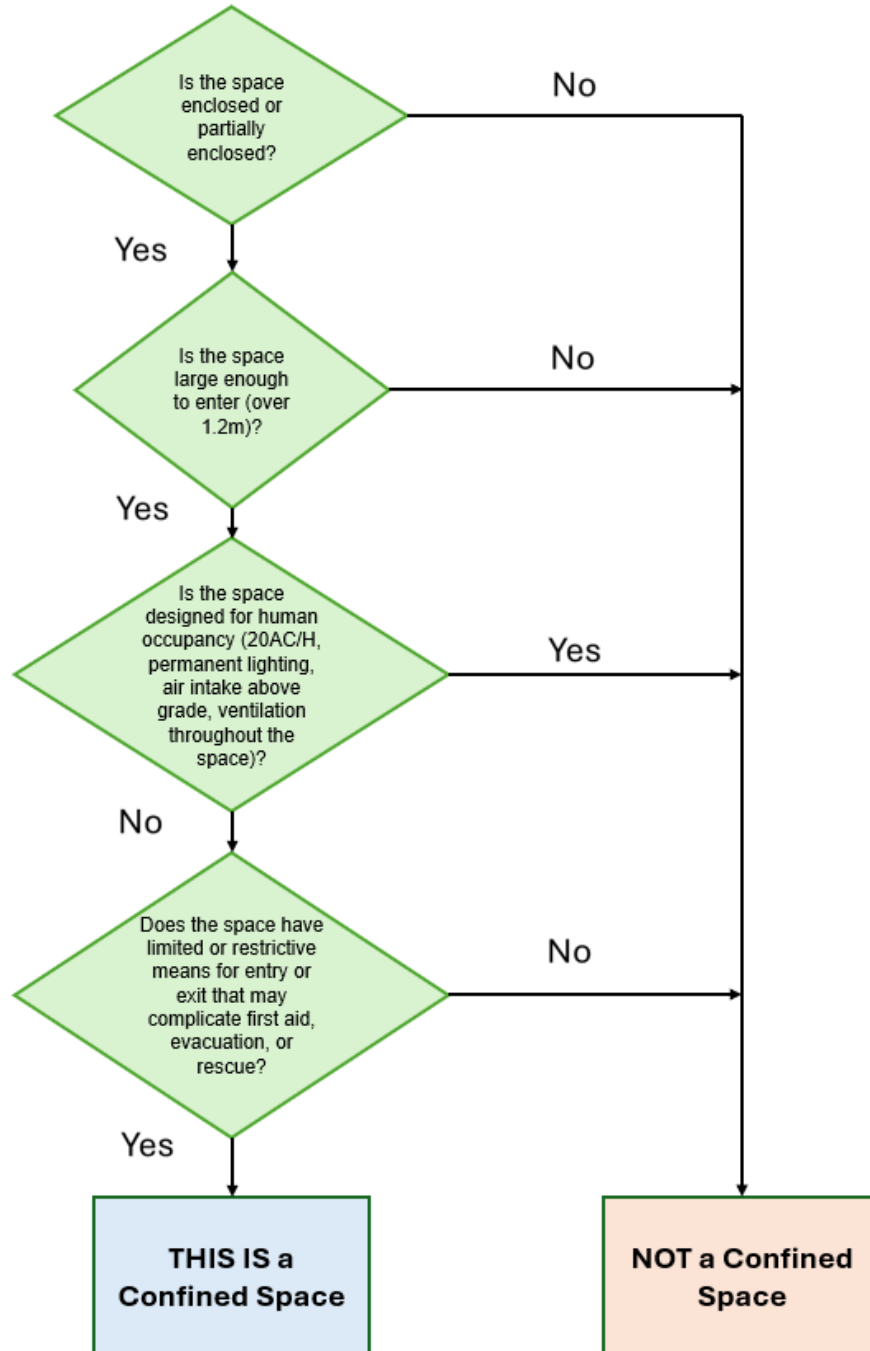 Is the space
enclosed or
partially
enclosed?
No
Yes
Is the space
large enough
to enter (over
1.2m)?
No
Yes
Is the space
designed for human
occupancy (20AC/H,
permanent lighting,
air intake above
grade, ventilation
throughout the
space)?
Yes
No
Does the space have
limited or restrictive
means for entry or
exit that may
complicate first aid,
evacuation, or
rescue?
No
Yes
THIS IS a
Confined Space
NOT a Confined
Space